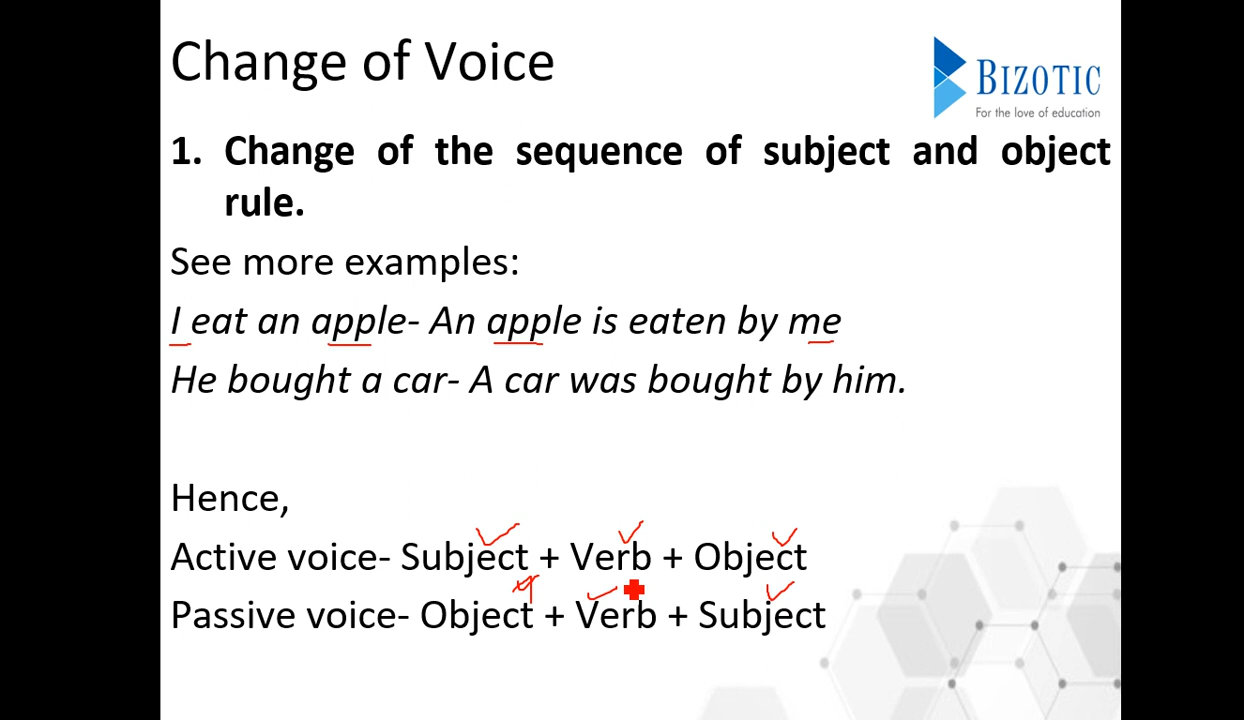 Change of Voice
BIZOTIC
For the love of education
1. Change of the sequence of subject and object
rule.
See more examples:
I eat an apple- An apple is eaten by me
He bought a car- A car was bought by him.
Hence,
Active voice- Subject + Verb + Object
Passive voice- Object + Verb + Subject